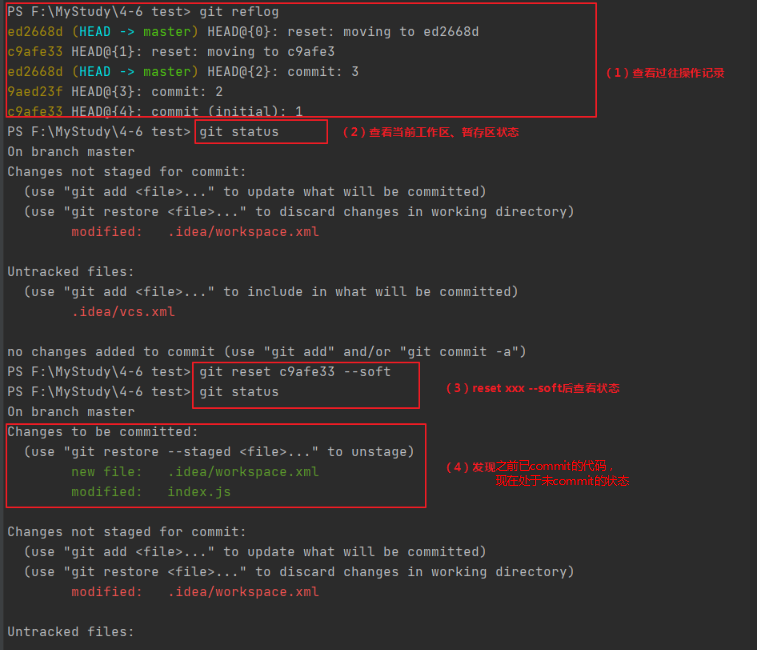 PS F:\MyStudy\4-6 test> git reflog
ed2668d (HEAD -> master) HEAD@{0}: reset: moving to ed2668d
c9afe33 HEAD@{1}: reset: moving to c9afe3
ed2668d (HEAD -> master) HEAD@{2}: commit: 3
(1)查看过往操作记录
9aed23f HEAD@{3}: commit: 2
c9afe33 HEAD@{4}: commit (initial): 1
PS F:\MyStudy\4-6 test> git status
(2)查看当前工作区、暂存区状态
On branch master
Changes not staged for commit:
(use "git add <file>..." to update what will be committed)
(use "git restore <file>..." to discard changes in working directory)
modified:   .idea/workspace.xml
Untracked files:
(use "git add <file>..." to include in what will be committed)
.idea/vcs.xml
no changes added to commit (use "git add" and/or "git commit -a")
PS F:\MyStudy\4-6 test> git reset c9afe33 --soft
PS F:\MyStudy\4-6 test> git status
(3)reset xxx --soft后查看状态
On branch master
Changes to be committed:
(use "git restore --staged <file>..." to unstage)
new file:   .idea/workspace.xml
modified:   index.js
(4)发现之前已commit的代码，
现在处于未commit的状态
Changes not staged for commit:
(use "git add <file>..." to update what will be committed)
(use "git restore <file>..." to discard changes in working directory)
modified:   .idea/workspace.xml
Untracked files: